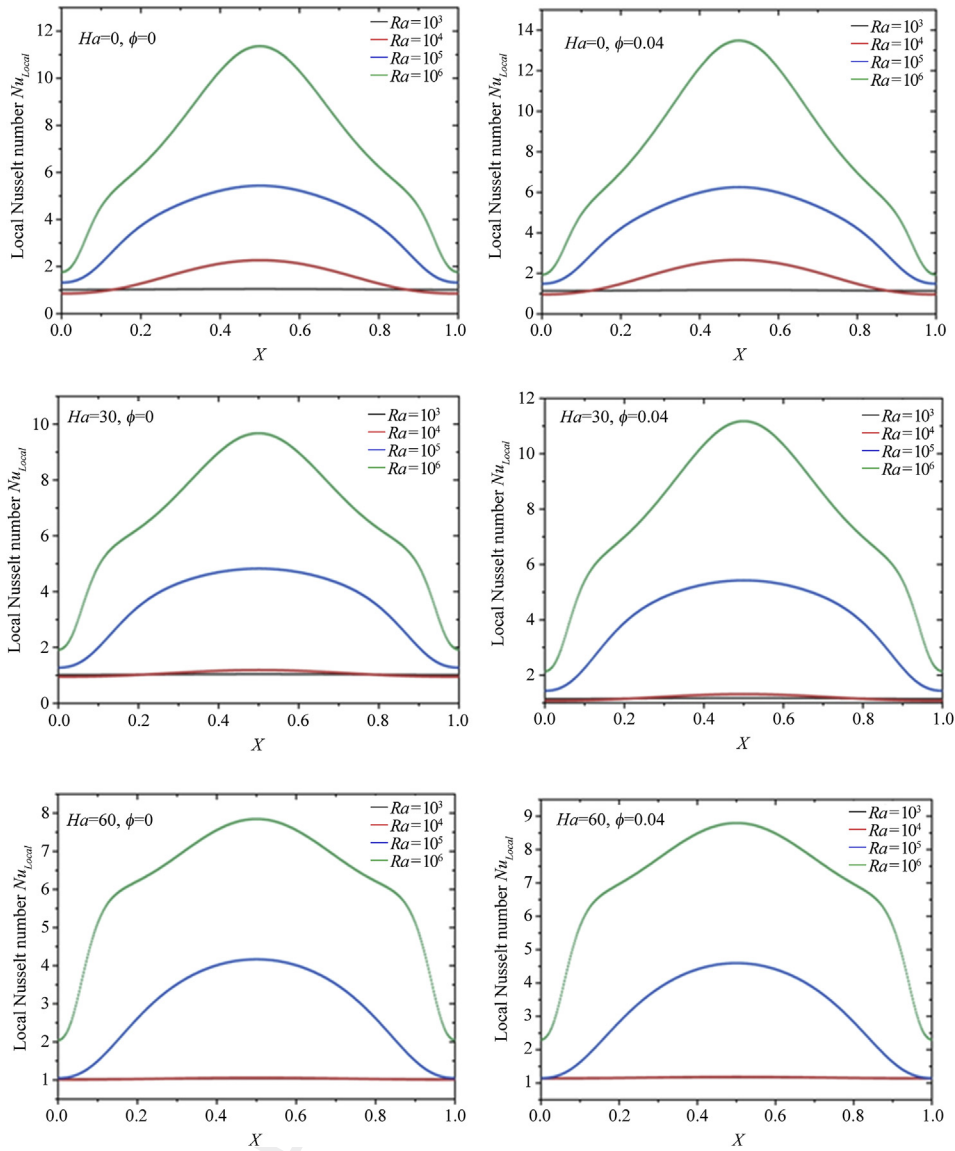 Ha=0, ϕ=0
Ra=10³
Ra=10⁴
Ra=10⁵
Ra=10⁶
Local Nusselt number Nu_Local
12
10
8
6
4
2
0
0.0 0.2 0.4 0.6 0.8 1.0
X
Ha=0, ϕ=0.04
Ra=10³
Ra=10⁴
Ra=10⁵
Ra=10⁶
Local Nusselt number Nu_Local
14
12
10
8
6
4
2
0
0.0 0.2 0.4 0.6 0.8 1.0
X
Ha=30, ϕ=0
Ra=10³
Ra=10⁴
Ra=10⁵
Ra=10⁶
Local Nusselt number Nu_Local
10
8
6
4
2
0
0.0 0.2 0.4 0.6 0.8 1.0
X
Ha=30, ϕ=0.04
Ra=10³
Ra=10⁴
Ra=10⁵
Ra=10⁶
Local Nusselt number Nu_Local
12
10
8
6
4
2
0.0 0.2 0.4 0.6 0.8 1.0
X
Ha=60, ϕ=0
Ra=10³
Ra=10⁴
Ra=10⁵
Ra=10⁶
Local Nusselt number Nu_Local
8
7
6
5
4
3
2
1
0.0 0.2 0.4 0.6 0.8 1.0
X
Ha=60, ϕ=0.04
Ra=10³
Ra=10⁴
Ra=10⁵
Ra=10⁶
Local Nusselt number Nu_Local
9
8
7
6
5
4
3
2
1
0.0 0.2 0.4 0.6 0.8 1.0
X